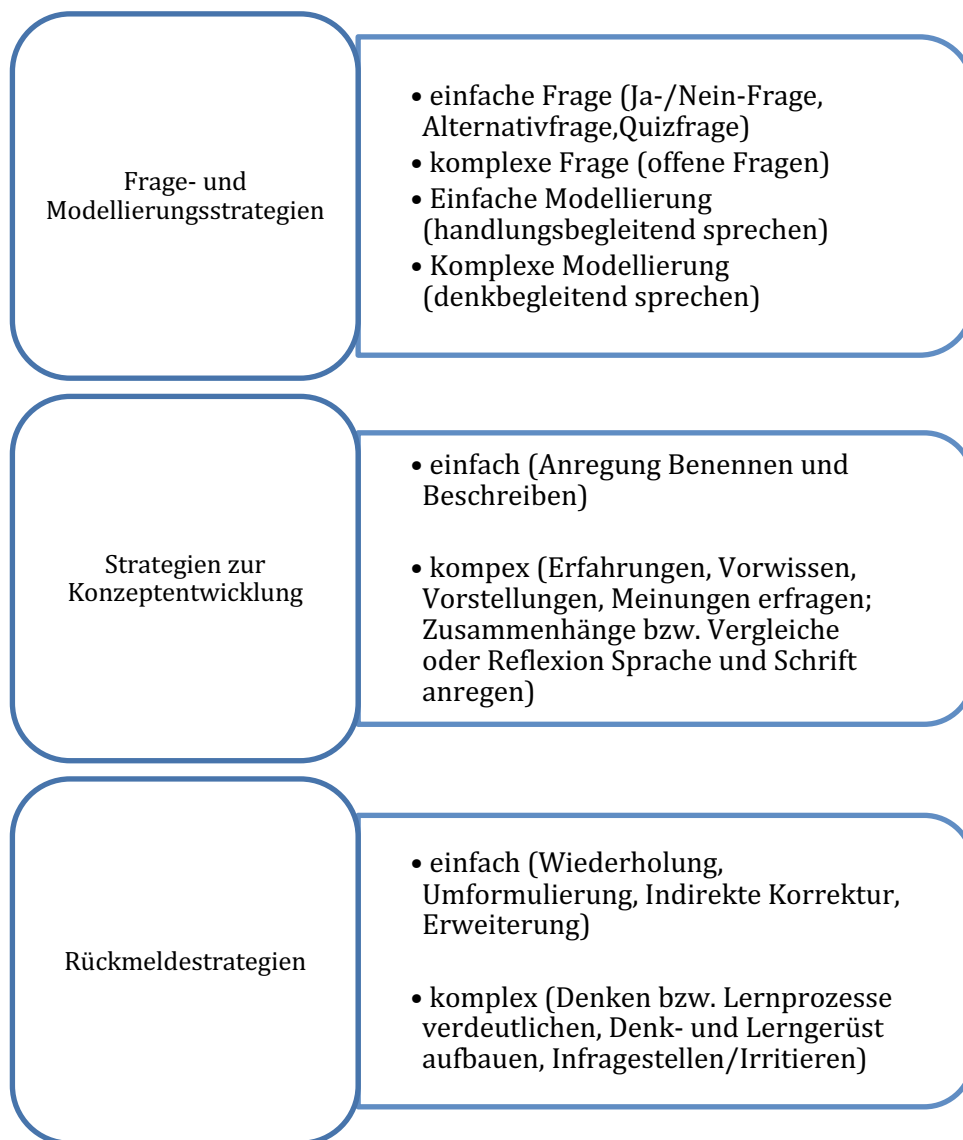 Frage- und
Modellierungsstrategien
• einfache Frage (Ja-/Nein-Frage,
Alternativfrage,Quizfrage)
• komplexe Frage (offene Fragen)
• Einfache Modellierung
(handlungsbegleitend sprechen)
• Komplexe Modellierung
(denkbegleitend sprechen)
Strategien zur
Konzeptentwicklung
• einfach (Anregung Benennen und
Beschreiben)
• kompex (Erfahrungen, Vorwissen,
Vorstellungen, Meinungen erfragen;
Zusammenhänge bzw. Vergleiche
oder Reflexion Sprache und Schrift
anregen)
Rückmeldestrategien
• einfach (Wiederholung,
Umformulierung, Indirekte Korrektur,
Erweiterung)
• komplex (Denken bzw. Lernprozesse
verdeutlichen, Denk- und Lerngerüst
aufbauen, Infragestellen/Irritieren)